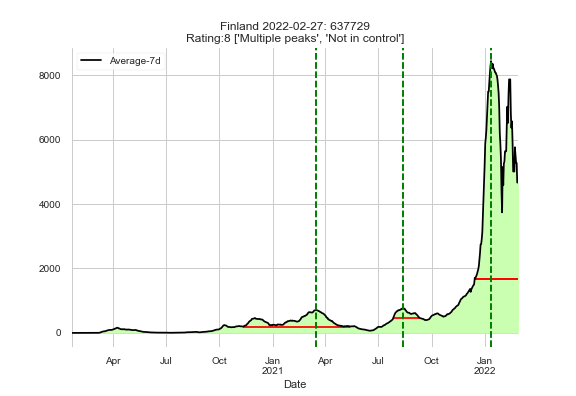 Finland 2022-02-27: 637729
Rating:8 ['Multiple peaks', 'Not in control']
Average-7d
8000
6000
4000
2000
0
Apr Jul Oct Jan Apr Jul Oct Jan
2021 2022
Date